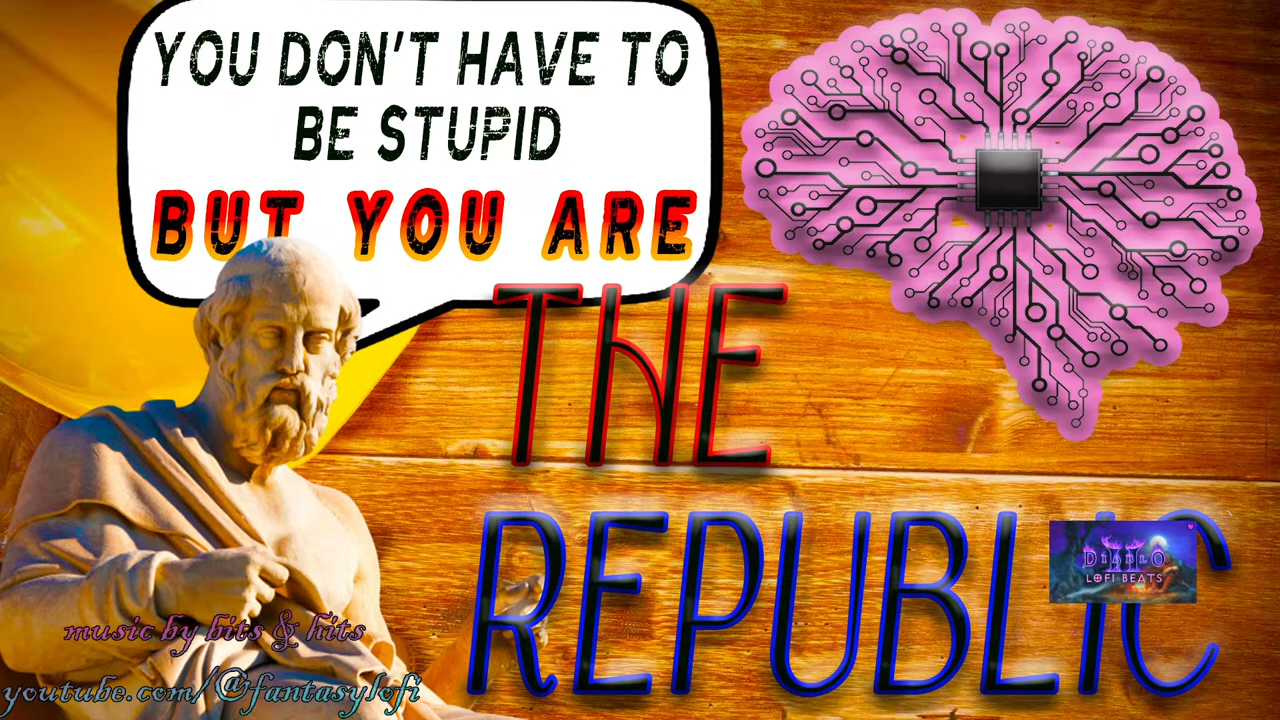 YOU DON'T HAVE TO
BE STUPID
BUT YOU ARE
THE
REPUBLIC
DIABLO
II
LOFI BEATS
music by bits & hits
youtube.com/@fantasylofi